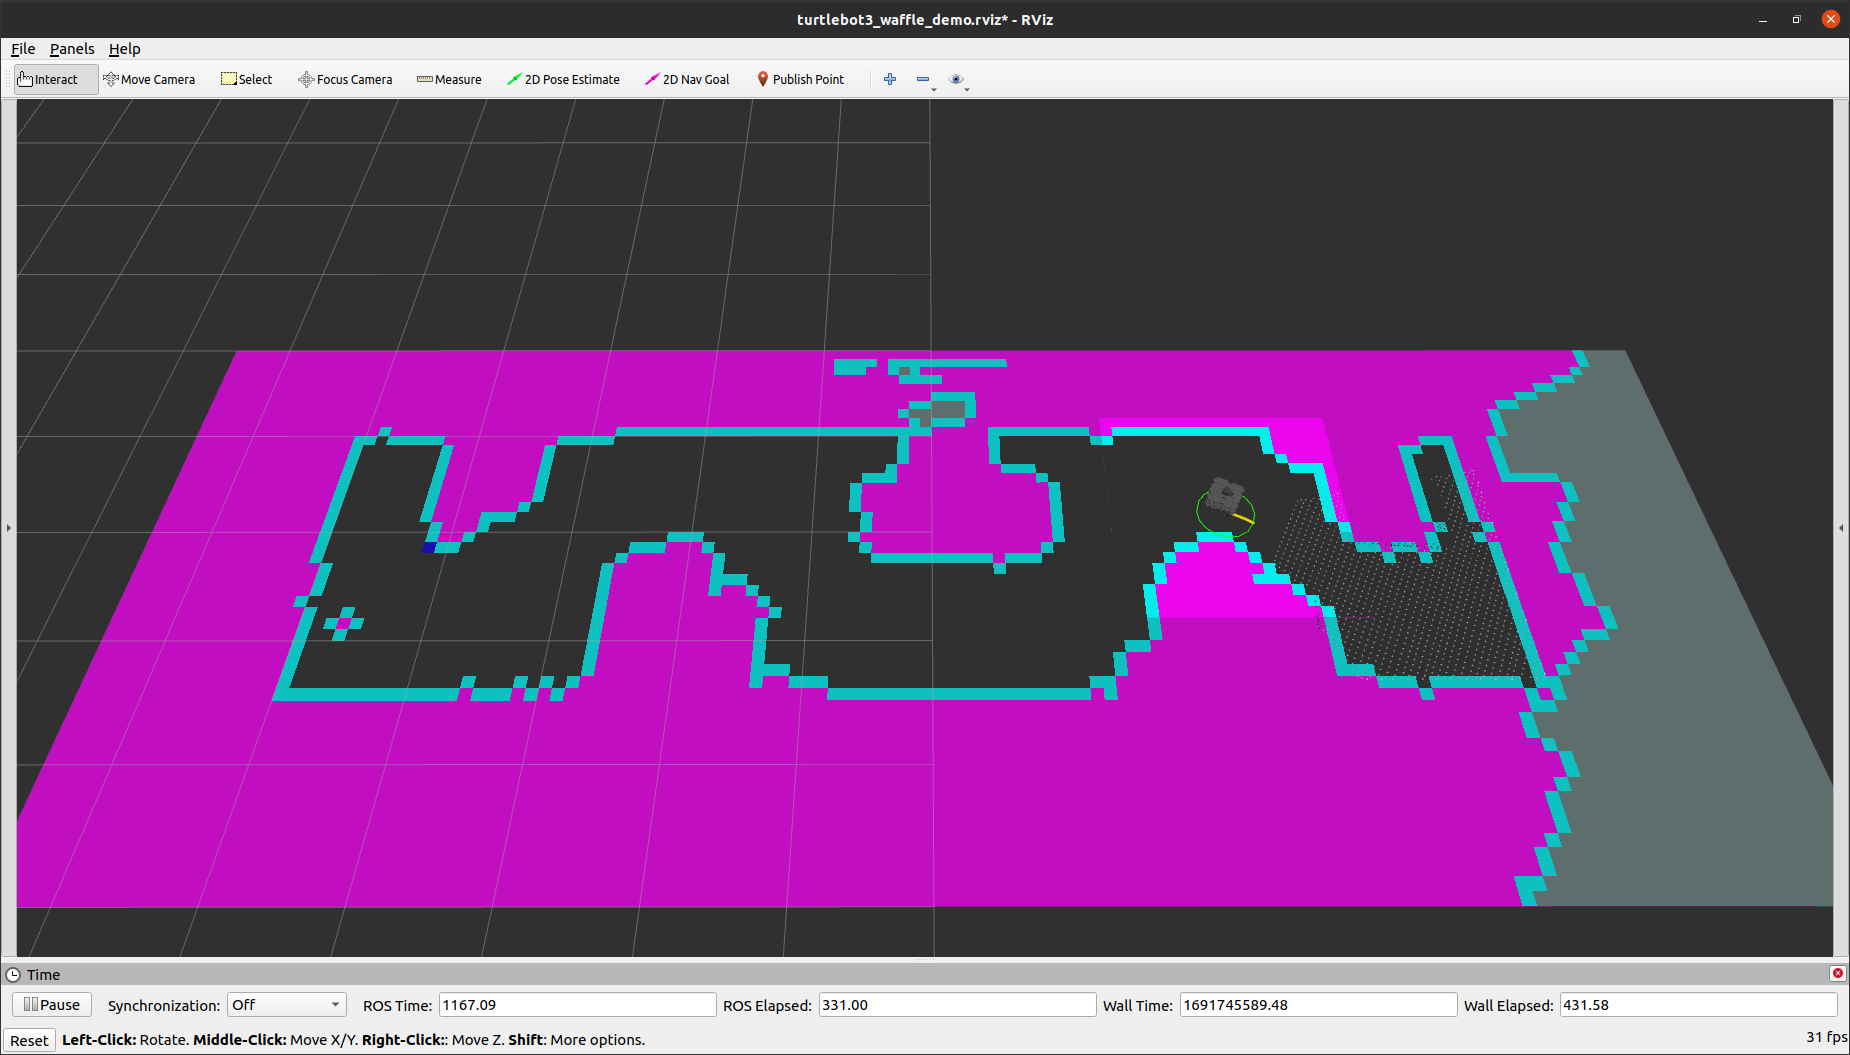 turtlebot3_waffle_demo.rviz* - RViz
File Panels Help
Interact Move Camera Select Focus Camera Measure 2D Pose Estimate 2D Nav Goal Publish Point
Time
Pause Synchronization: Off ROS Time: 1167.09 ROS Elapsed: 331.00 Wall Time: 1691745589.48 Wall Elapsed: 431.58
Reset Left-Click: Rotate. Middle-Click: Move X/Y. Right-Click:: Move Z. Shift: More options. 31 fps